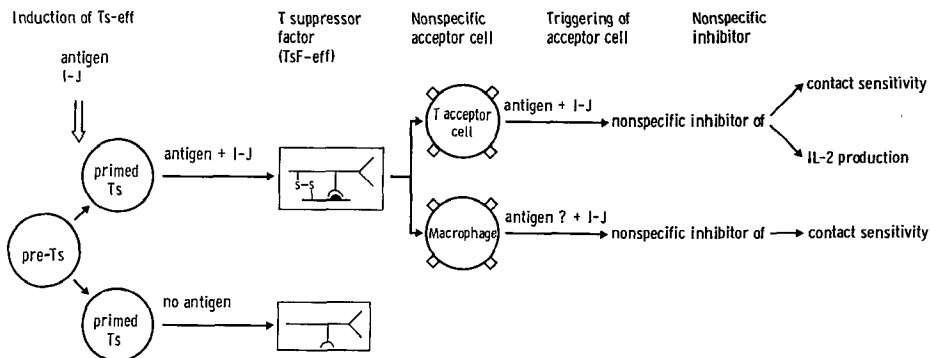 Induction of Ts-eff
T suppressor
factor
(TsF-eff)
Nonspecific
acceptor cell
Triggering of
acceptor cell
Nonspecific
inhibitor
antigen
I-J
primed
Ts
antigen + I-J
S-S
T acceptor
cell
antigen + I-J
nonspecific inhibitor of
contact sensitivity
IL-2 production
pre-Ts
Macrophage
antigen ? + I-J
nonspecific inhibitor of
contact sensitivity
primed
Ts
no antigen